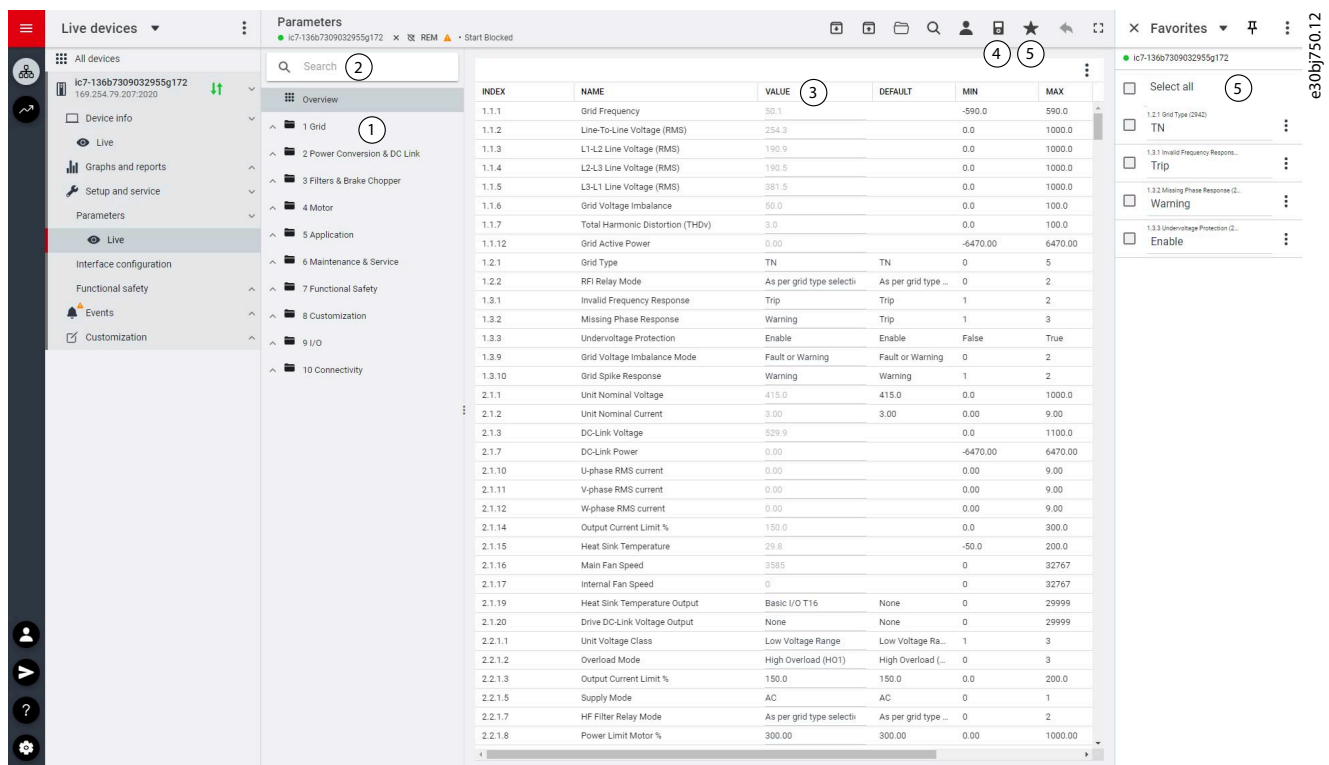 Live devices
All devices
ic7-136b7309032955g172
169.254.79.207:2020
Device info
Live
Graphs and reports
Setup and service
Parameters
Live
Interface configuration
Functional safety
Events
Customization
Parameters
ic7-136b7309032955g172 REM • Start Blocked
Search 2
Overview
1 Grid 1
2 Power Conversion & DC Link
3 Filters & Brake Chopper
4 Motor
5 Application
6 Maintenance & Service
7 Functional Safety
8 Customization
9 I/O
10 Connectivity
4 5
INDEX NAME VALUE 3 DEFAULT MIN MAX
1.1.1 Grid Frequency 50.1 -590.0 590.0
1.1.2 Line-To-Line Voltage (RMS) 254.3 0.0 1000.0
1.1.3 L1-L2 Line Voltage (RMS) 190.9 0.0 1000.0
1.1.4 L2-L3 Line Voltage (RMS) 190.5 0.0 1000.0
1.1.5 L3-L1 Line Voltage (RMS) 381.5 0.0 1000.0
1.1.6 Grid Voltage Imbalance 50.0 0.0 100.0
1.1.7 Total Harmonic Distortion (THDv) 3.0 0.0 100.0
1.1.12 Grid Active Power 0.00 -6470.00 6470.00
1.2.1 Grid Type TN TN 0 5
1.2.2 RFI Relay Mode As per grid type selecti As per grid type ... 0 2
1.3.1 Invalid Frequency Response Trip Trip 1 2
1.3.2 Missing Phase Response Warning Trip 1 3
1.3.3 Undervoltage Protection Enable Enable False True
1.3.9 Grid Voltage Imbalance Mode Fault or Warning Fault or Warning 0 2
1.3.10 Grid Spike Response Warning Warning 1 2
2.1.1 Unit Nominal Voltage 415.0 415.0 0.0 1000.0
2.1.2 Unit Nominal Current 3.00 3.00 0.00 9.00
2.1.3 DC-Link Voltage 529.9 0.0 1100.0
2.1.7 DC-Link Power 0.00 -6470.00 6470.00
2.1.10 U-phase RMS current 0.00 0.00 9.00
2.1.11 V-phase RMS current 0.00 0.00 9.00
2.1.12 W-phase RMS current 0.00 0.00 9.00
2.1.14 Output Current Limit % 150.0 0.0 300.0
2.1.15 Heat Sink Temperature 29.8 -50.0 200.0
2.1.16 Main Fan Speed 3585 0 32767
2.1.17 Internal Fan Speed 0 0 32767
2.1.19 Heat Sink Temperature Output Basic I/O T16 None 0 29999
2.1.20 Drive DC-Link Voltage Output None None 0 29999
2.2.1.1 Unit Voltage Class Low Voltage Range Low Voltage Ra... 1 3
2.2.1.2 Overload Mode High Overload (HO1) High Overload (... 0 3
2.2.1.3 Output Current Limit % 150.0 150.0 0.0 200.0
2.2.1.5 Supply Mode AC AC 0 1
2.2.1.7 HF Filter Relay Mode As per grid type selecti As per grid type ... 0 2
2.2.1.8 Power Limit Motor % 300.00 300.00 0.00 1000.00
Favorites
ic7-136b7309032955g172
Select all 5
1.2.1 Grid Type (2942)
TN
1.3.1 Invalid Frequency Respons...
Trip
1.3.2 Missing Phase Response (2...
Warning
1.3.3 Undervoltage Protection (2...
Enable
e30bj750.12